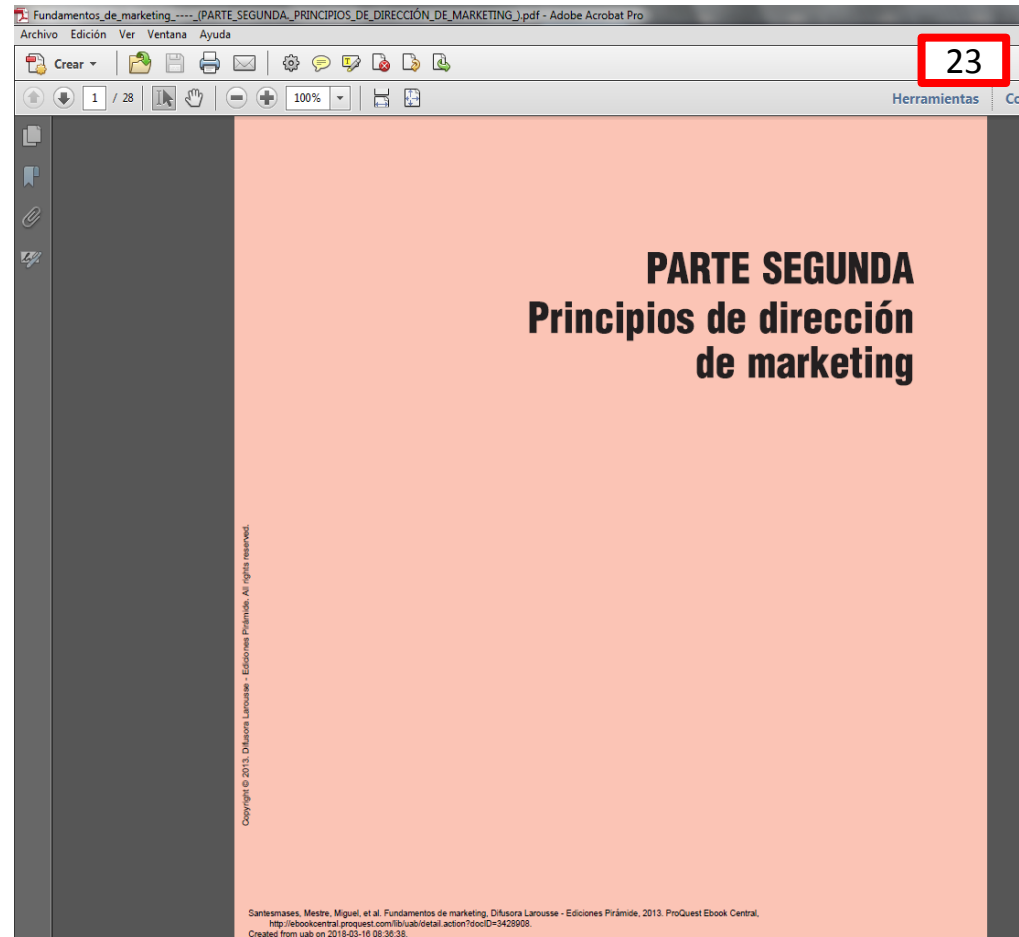 Fundamentos_de_marketing_----_(PARTE_SEGUNDA._PRINCIPIOS_DE_DIRECCIÓN_DE_MARKETING_).pdf - Adobe Acrobat Pro
Archivo Edición Ver Ventana Ayuda
Crear
23
1 / 28
100%
Herramientas
Co
PARTE SEGUNDA
Principios de dirección
de marketing
Copyright © 2013. Difusora Larousse - Ediciones Pirámide. All rights reserved.
Santesmases, Mestre, Miguel, et al. Fundamentos de marketing, Difusora Larousse - Ediciones Pirámide, 2013. ProQuest Ebook Central,
http://ebookcentral.proquest.com/lib/uab/detail.action?docID=3428908.
Created from uab on 2018-03-16 08:36:38.